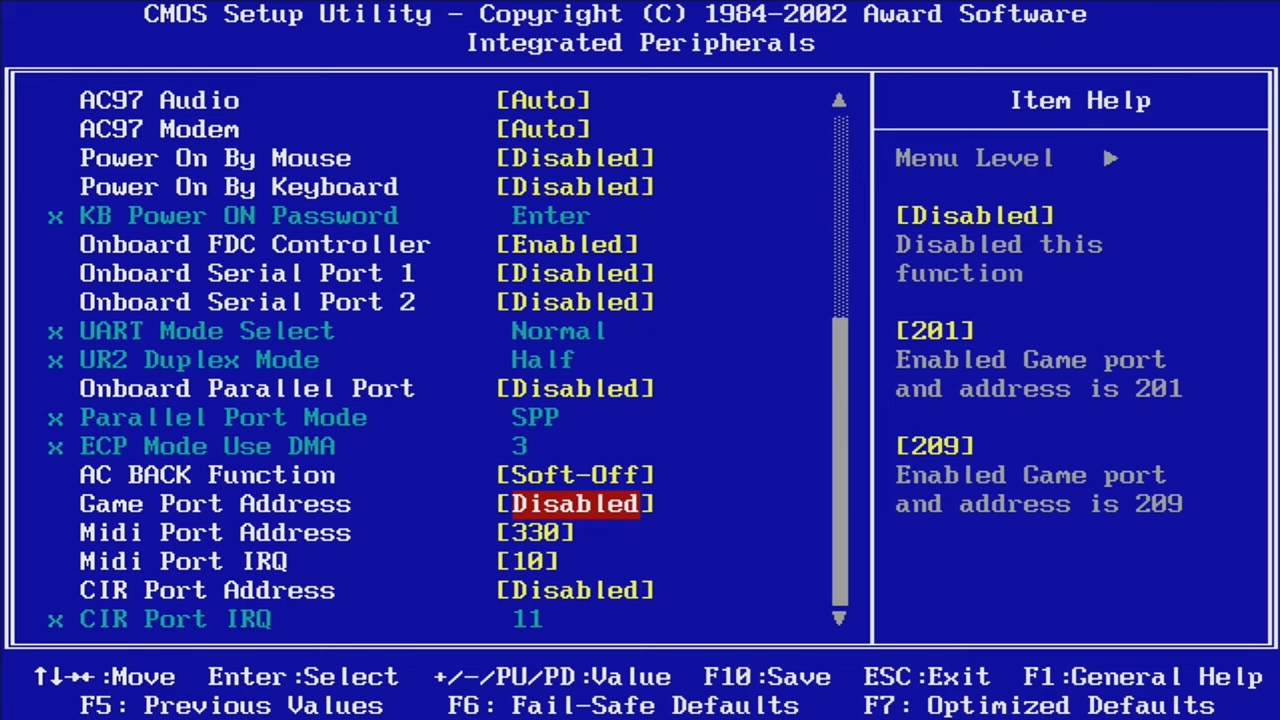 CMOS Setup Utility - Copyright (C) 1984-2002 Award Software
Integrated Peripherals
AC97 Audio [Auto]
AC97 Modem [Auto]
Power On By Mouse [Disabled]
Power On By Keyboard [Disabled]
x KB Power ON Password Enter
Onboard FDC Controller [Enabled]
Onboard Serial Port 1 [Disabled]
Onboard Serial Port 2 [Disabled]
x UART Mode Select Normal
x UR2 Duplex Mode Half
Onboard Parallel Port [Disabled]
x Parallel Port Mode SPP
x ECP Mode Use DMA 3
AC BACK Function [Soft-Off]
Game Port Address [Disabled]
Midi Port Address [330]
Midi Port IRQ [10]
CIR Port Address [Disabled]
x CIR Port IRQ 11
Item Help
Menu Level ►
[Disabled]
Disabled this
function
[201]
Enabled Game port
and address is 201
[209]
Enabled Game port
and address is 209
↑↓→←:Move Enter:Select +/-/PU/PD:Value F10:Save ESC:Exit F1:General Help
F5: Previous Values F6: Fail-Safe Defaults F7: Optimized Defaults